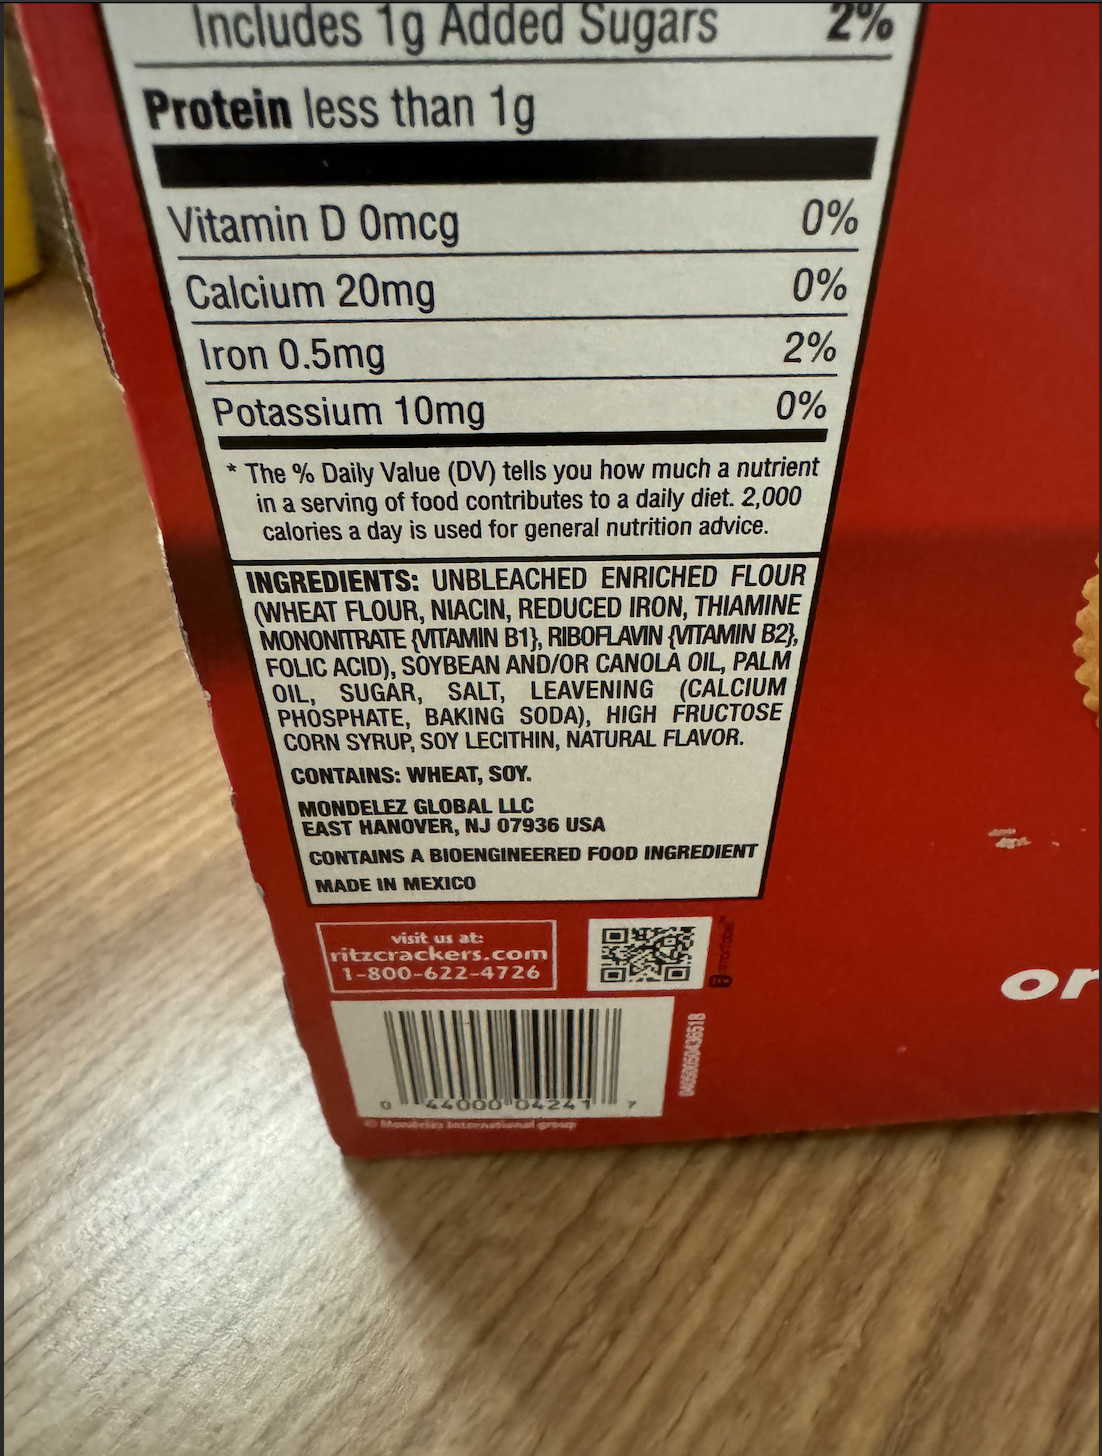 Includes 1g Added Sugars 2%
Protein less than 1g
Vitamin D 0mcg 0%
Calcium 20mg 0%
Iron 0.5mg 2%
Potassium 10mg 0%
* The % Daily Value (DV) tells you how much a nutrient
in a serving of food contributes to a daily diet. 2,000
calories a day is used for general nutrition advice.
INGREDIENTS: UNBLEACHED ENRICHED FLOUR
(WHEAT FLOUR, NIACIN, REDUCED IRON, THIAMINE
MONONITRATE {VITAMIN B1}, RIBOFLAVIN {VITAMIN B2},
FOLIC ACID), SOYBEAN AND/OR CANOLA OIL, PALM
OIL, SUGAR, SALT, LEAVENING (CALCIUM
PHOSPHATE, BAKING SODA), HIGH FRUCTOSE
CORN SYRUP, SOY LECITHIN, NATURAL FLAVOR.
CONTAINS: WHEAT, SOY.
MONDELEZ GLOBAL LLC
EAST HANOVER, NJ 07936 USA
CONTAINS A BIOENGINEERED FOOD INGREDIENT
MADE IN MEXICO
visit us at:
ritzcrackers.com
1-800-622-4726
0 44000 04241 7
© Mondelēz International group
or